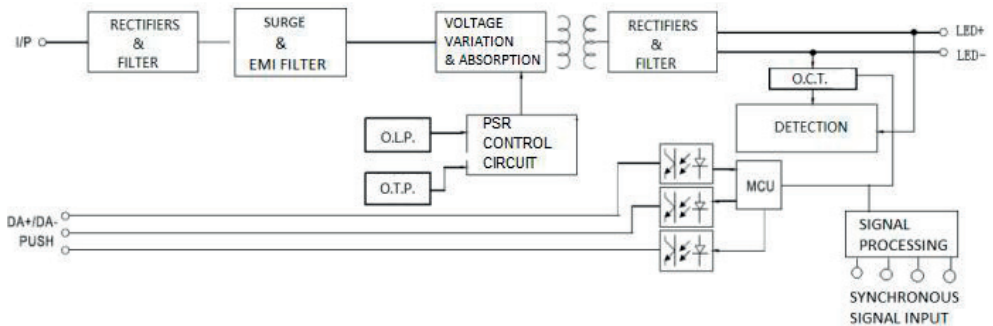 I/P
RECTIFIERS
&
FILTER
SURGE
&
EMI FILTER
VOLTAGE
VARIATION
& ABSORPTION
RECTIFIERS
&
FILTER
LED+
LED-
O.C.T.
DETECTION
O.L.P.
O.T.P.
PSR
CONTROL
CIRCUIT
MCU
DA+/DA-
PUSH
SIGNAL
PROCESSING
SYNCHRONOUS
SIGNAL INPUT